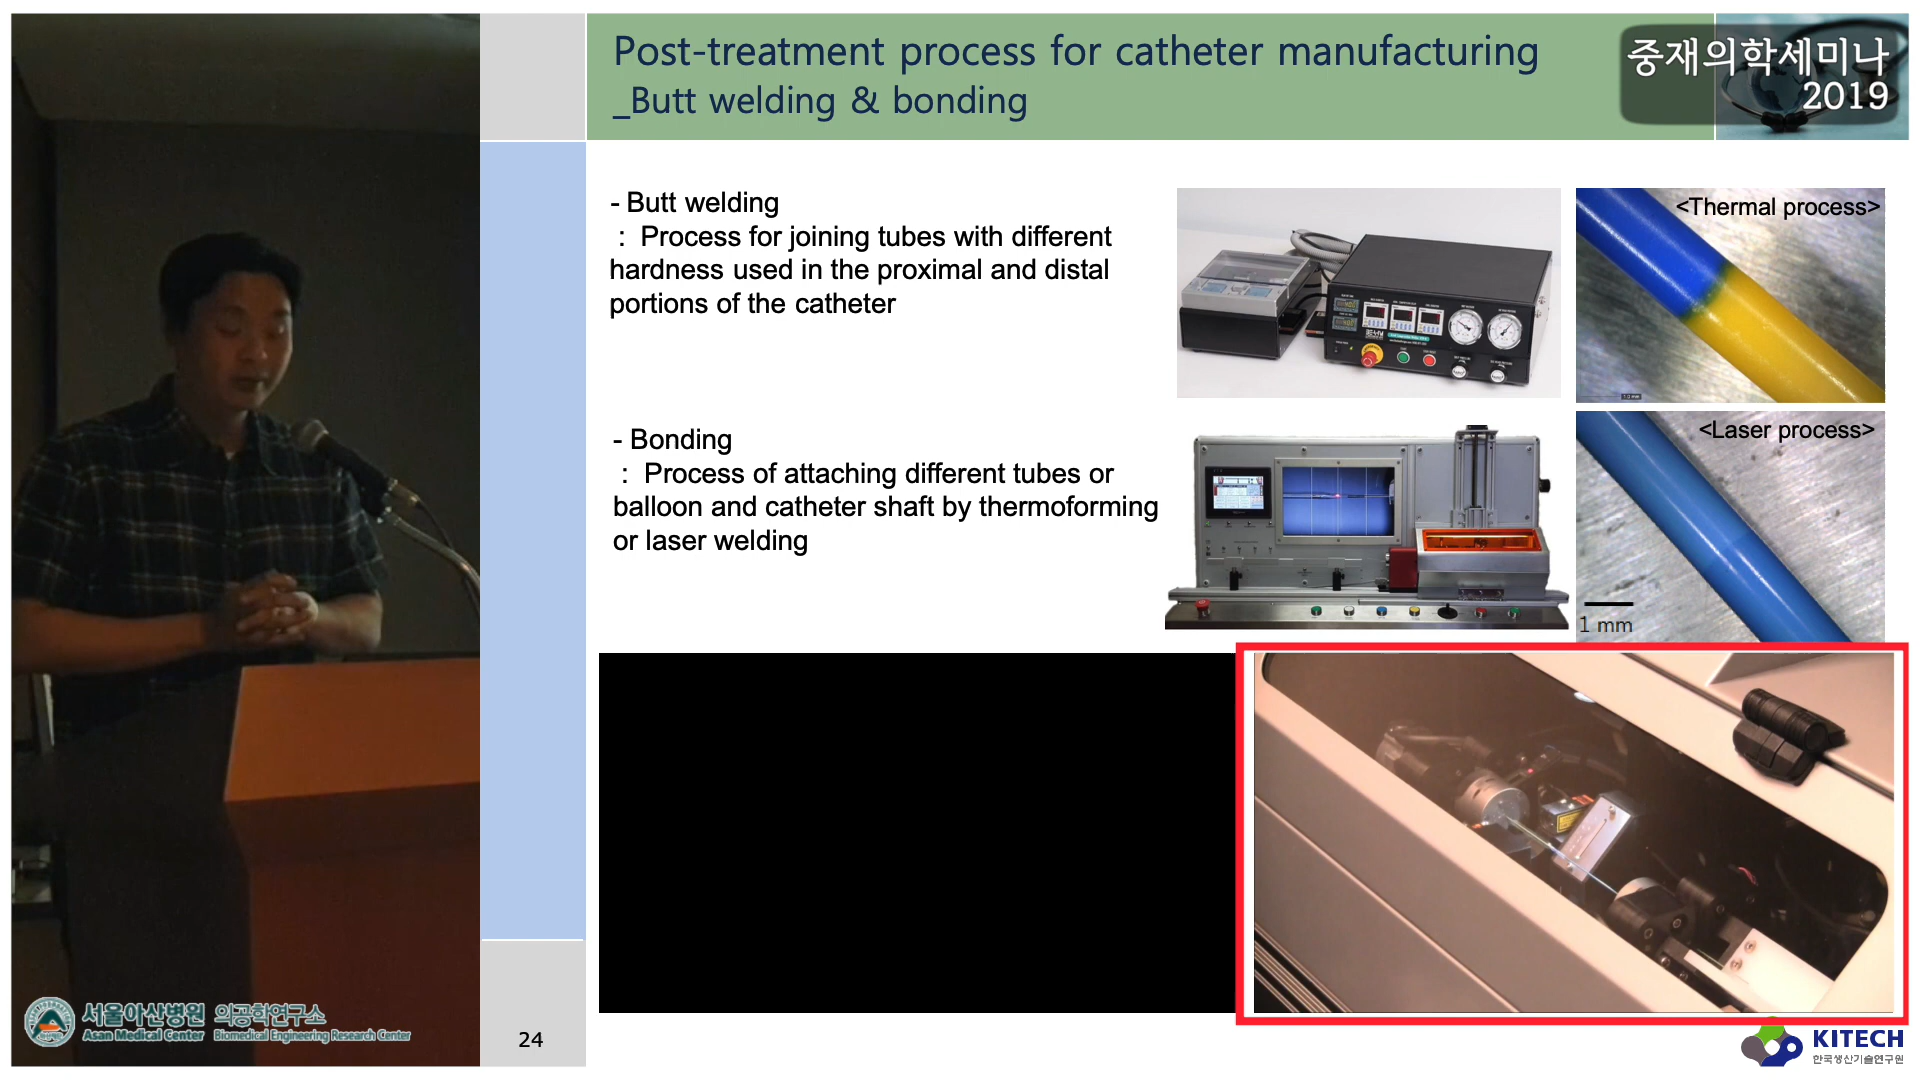 Post-treatment process for catheter manufacturing
_Butt welding & bonding
중재의학세미나
2019
- Butt welding
: Process for joining tubes with different
hardness used in the proximal and distal
portions of the catheter
<Thermal process>
- Bonding
: Process of attaching different tubes or
balloon and catheter shaft by thermoforming
or laser welding
<Laser process>
1 mm
서울아산병원 의공학연구소
Asan Medical Center Biomedical Engineering Research Center
24
KITECH
한국생산기술연구원